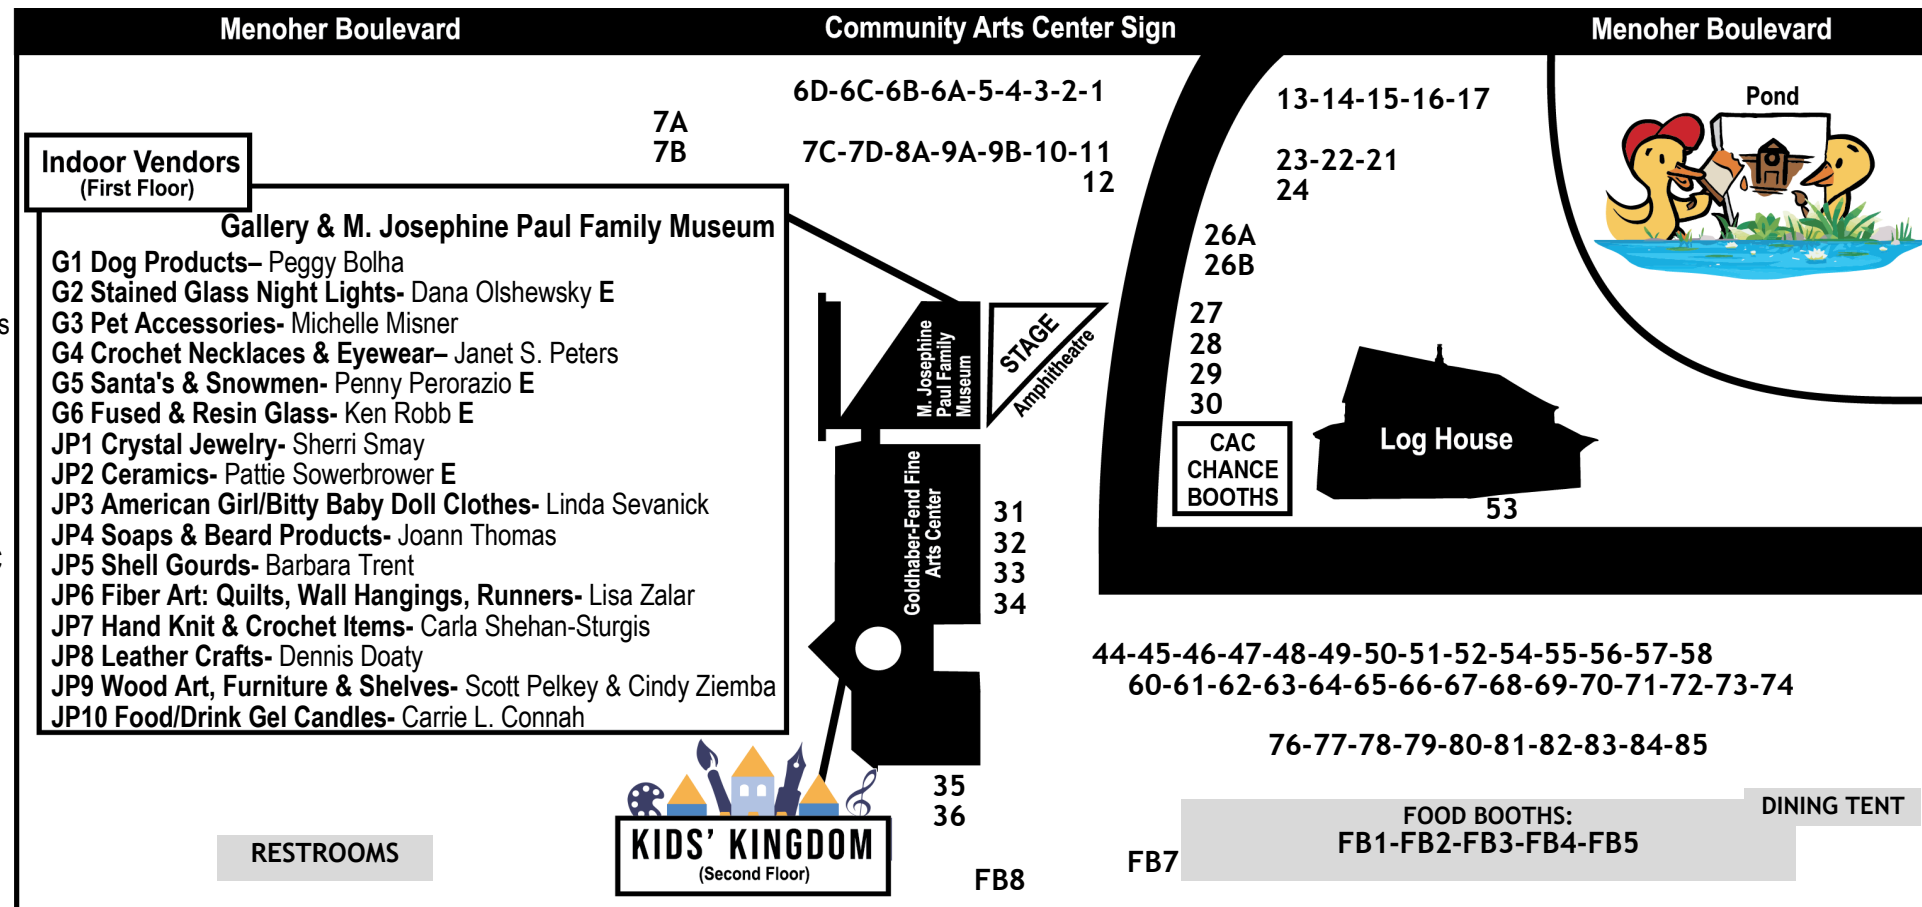 Menoher Boulevard
Community Arts Center Sign
Menoher Boulevard
6D-6C-6B-6A-5-4-3-2-1
7A
7B
7C-7D-8A-9A-9B-10-11
12
13-14-15-16-17
23-22-21
24
Pond
26A
26B
27
28
29
30
Indoor Vendors
(First Floor)
Gallery & M. Josephine Paul Family Museum
G1 Dog Products– Peggy Bolha
G2 Stained Glass Night Lights- Dana Olshewsky E
G3 Pet Accessories- Michelle Misner
G4 Crochet Necklaces & Eyewear– Janet S. Peters
G5 Santa's & Snowmen- Penny Perorazio E
G6 Fused & Resin Glass- Ken Robb E
JP1 Crystal Jewelry- Sherri Smay
JP2 Ceramics- Pattie Sowerbrower E
JP3 American Girl/Bitty Baby Doll Clothes- Linda Sevanick
JP4 Soaps & Beard Products- Joann Thomas
JP5 Shell Gourds- Barbara Trent
JP6 Fiber Art: Quilts, Wall Hangings, Runners- Lisa Zalar
JP7 Hand Knit & Crochet Items- Carla Shehan-Sturgis
JP8 Leather Crafts- Dennis Doaty
JP9 Wood Art, Furniture & Shelves- Scott Pelkey & Cindy Ziemba
JP10 Food/Drink Gel Candles- Carrie L. Connah
M. Josephine
Paul Family
Museum
STAGE
Amphitheatre
Goldhaber-Fend Fine
Arts Center
CAC
CHANCE
BOOTHS
Log House
53
31
32
33
34
44-45-46-47-48-49-50-51-52-54-55-56-57-58
60-61-62-63-64-65-66-67-68-69-70-71-72-73-74
76-77-78-79-80-81-82-83-84-85
35
36
KIDS' KINGDOM
(Second Floor)
RESTROOMS
FB8
FB7
FOOD BOOTHS:
FB1-FB2-FB3-FB4-FB5
DINING TENT